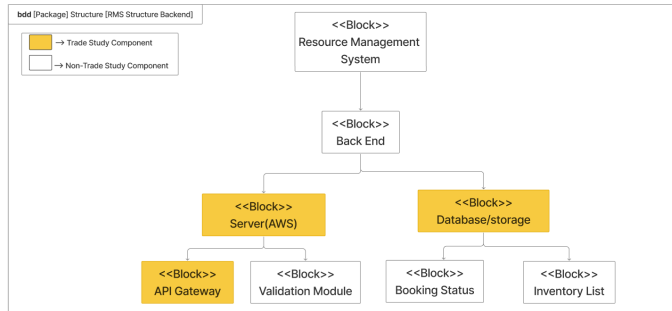 bdd [Package] Structure [RMS Structure Backend]
→ Trade Study Component
→ Non-Trade Study Component
<<Block>>
Resource Management
System
<<Block>>
Back End
<<Block>>
Server(AWS)
<<Block>>
Database/storage
<<Block>>
API Gateway
<<Block>>
Validation Module
<<Block>>
Booking Status
<<Block>>
Inventory List